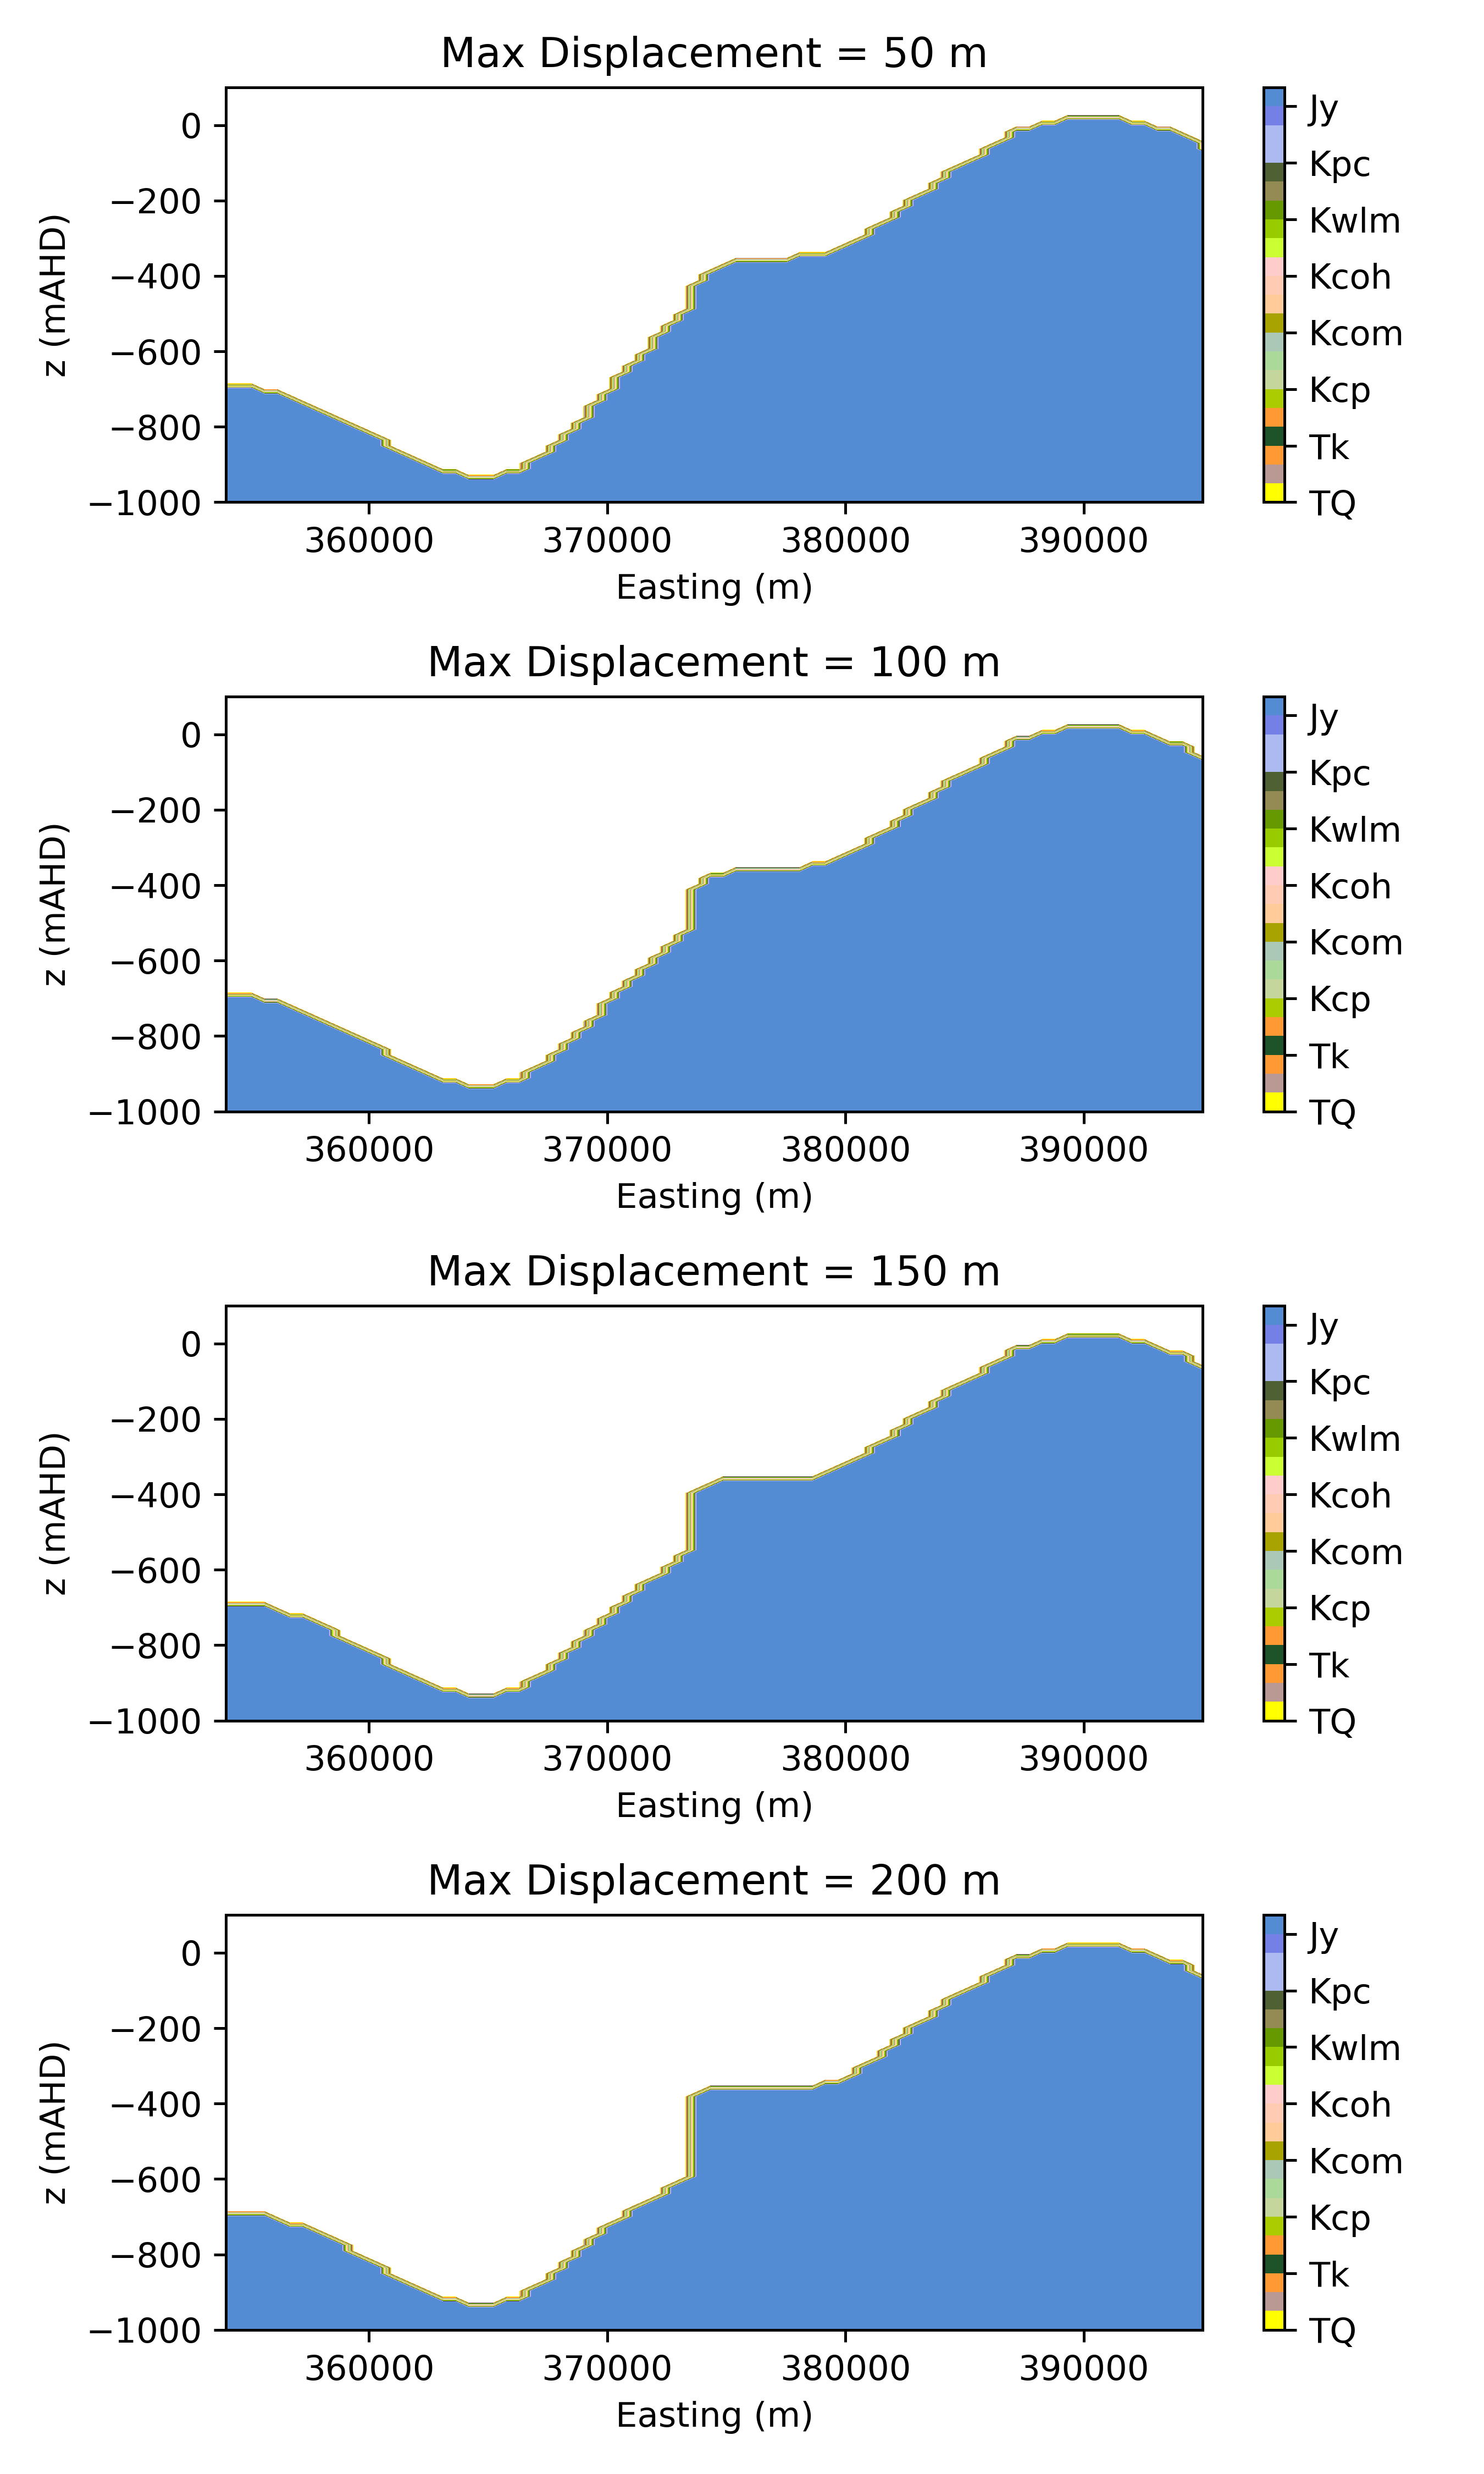 Max Displacement = 50 m
0
−200
−400
−600
−800
−1000
z (mAHD)
360000 370000 380000 390000
Easting (m)
Jy
Kpc
Kwlm
Kcoh
Kcom
Kcp
Tk
TQ
Max Displacement = 100 m
0
−200
−400
−600
−800
−1000
z (mAHD)
360000 370000 380000 390000
Easting (m)
Jy
Kpc
Kwlm
Kcoh
Kcom
Kcp
Tk
TQ
Max Displacement = 150 m
0
−200
−400
−600
−800
−1000
z (mAHD)
360000 370000 380000 390000
Easting (m)
Jy
Kpc
Kwlm
Kcoh
Kcom
Kcp
Tk
TQ
Max Displacement = 200 m
0
−200
−400
−600
−800
−1000
z (mAHD)
360000 370000 380000 390000
Easting (m)
Jy
Kpc
Kwlm
Kcoh
Kcom
Kcp
Tk
TQ